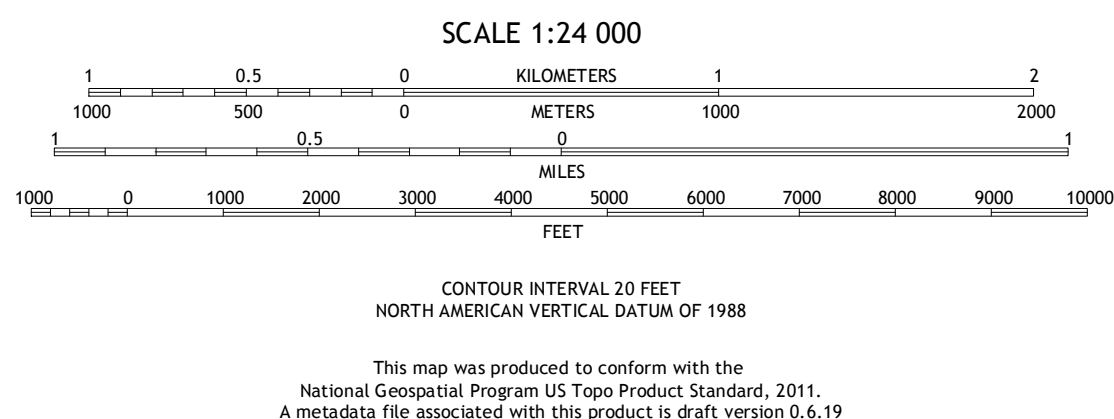 SCALE 1:24 000
1 0.5 0 KILOMETERS 1 2
1000 500 0 METERS 1000 2000
1 0.5 0 1
MILES
1000 0 1000 2000 3000 4000 5000 6000 7000 8000 9000 10000
FEET
CONTOUR INTERVAL 20 FEET
NORTH AMERICAN VERTICAL DATUM OF 1988
This map was produced to conform with the
National Geospatial Program US Topo Product Standard, 2011.
A metadata file associated with this product is draft version 0.6.19